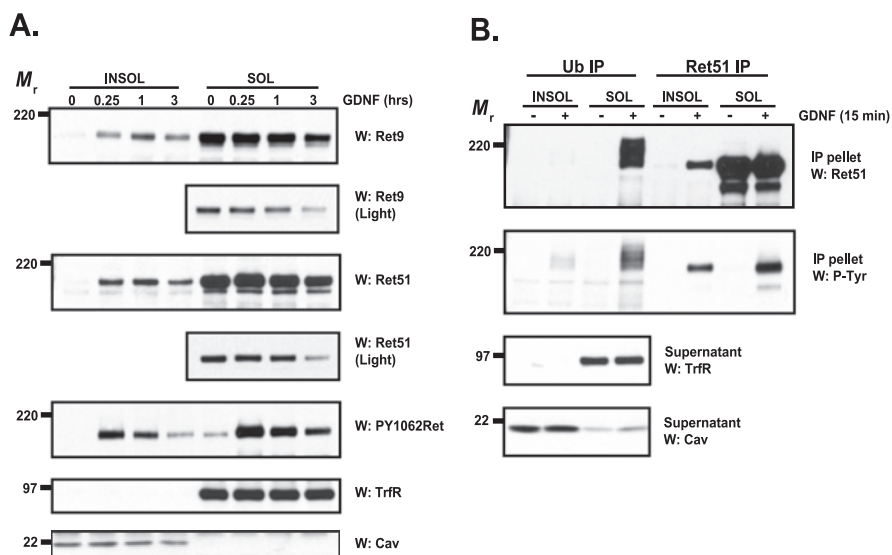 A.
INSOL SOL
Mr
0 0.25 1 3 0 0.25 1 3 GDNF (hrs)
220
W: Ret9
W: Ret9
(Light)
220
W: Ret51
W: Ret51
(Light)
220
W: PY1062Ret
97
W: TrfR
22
W: Cav
B.
Ub IP Ret51 IP
Mr
INSOL SOL INSOL SOL
- + - + - + - + GDNF (15 min)
220
IP pellet
W: Ret51
220
IP pellet
W: P-Tyr
97
Supernatant
W: TrfR
22
Supernatant
W: Cav